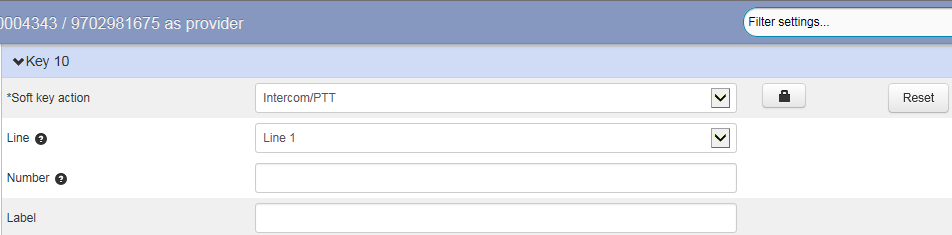 0004343 / 9702981675 as provider
Filter settings...
Key 10
*Soft key action
Intercom/PTT
Reset
Line ?
Line 1
Number ?
Label